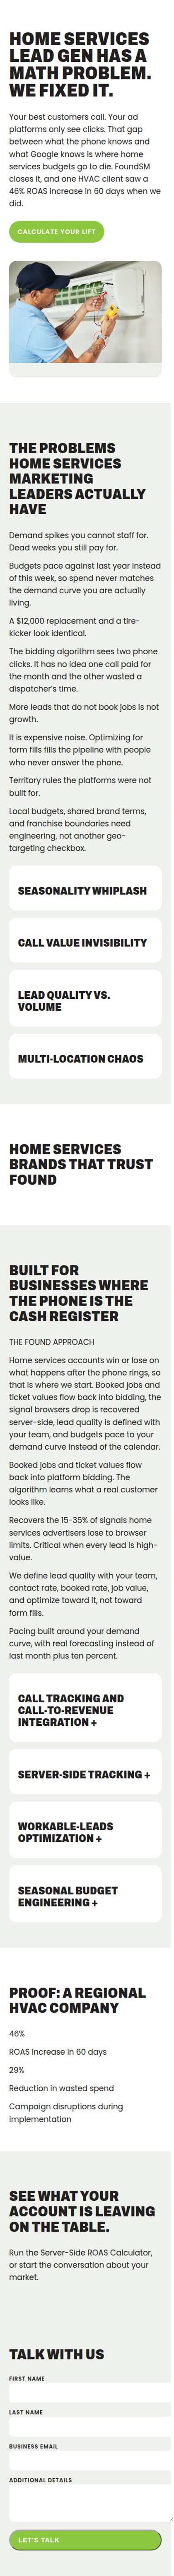 HOME SERVICES
LEAD GEN HAS A
MATH PROBLEM.
WE FIXED IT.
Your best customers call. Your ad
platforms only see clicks. That gap
between what the phone knows and
what Google knows is where home
services budgets go to die. FoundSM
closes it, and one HVAC client saw a
46% ROAS increase in 60 days when we
did.
CALCULATE YOUR LIFT
THE PROBLEMS
HOME SERVICES
MARKETING
LEADERS ACTUALLY
HAVE
Demand spikes you cannot staff for.
Dead weeks you still pay for.
Budgets pace against last year instead
of this week, so spend never matches
the demand curve you are actually
living.
A $12,000 replacement and a tire-
kicker look identical.
The bidding algorithm sees two phone
clicks. It has no idea one call paid for
the month and the other wasted a
dispatcher's time.
More leads that do not book jobs is not
growth.
It is expensive noise. Optimizing for
form fills fills the pipeline with people
who never answer the phone.
Territory rules the platforms were not
built for.
Local budgets, shared brand terms,
and franchise boundaries need
engineering, not another geo-
targeting checkbox.
SEASONALITY WHIPLASH
CALL VALUE INVISIBILITY
LEAD QUALITY VS.
VOLUME
MULTI-LOCATION CHAOS
HOME SERVICES
BRANDS THAT TRUST
FOUND
BUILT FOR
BUSINESSES WHERE
THE PHONE IS THE
CASH REGISTER
THE FOUND APPROACH
Home services accounts win or lose on
what happens after the phone rings, so
that is where we start. Booked jobs and
ticket values flow back into bidding, the
signal browsers drop is recovered
server-side, lead quality is defined with
your team, and budgets pace to your
demand curve instead of the calendar.
Booked jobs and ticket values flow
back into platform bidding. The
algorithm learns what a real customer
looks like.
Recovers the 15-35% of signals home
services advertisers lose to browser
limits. Critical when every lead is high-
value.
We define lead quality with your team,
contact rate, booked rate, job value,
and optimize toward it, not toward
form fills.
Pacing built around your demand
curve, with real forecasting instead of
last month plus ten percent.
CALL TRACKING AND
CALL-TO-REVENUE
INTEGRATION +
SERVER-SIDE TRACKING +
WORKABLE-LEADS
OPTIMIZATION +
SEASONAL BUDGET
ENGINEERING +
PROOF: A REGIONAL
HVAC COMPANY
46%
ROAS increase in 60 days
29%
Reduction in wasted spend
Campaign disruptions during
implementation
SEE WHAT YOUR
ACCOUNT IS LEAVING
ON THE TABLE.
Run the Server-Side ROAS Calculator,
or start the conversation about your
market.
TALK WITH US
FIRST NAME
LAST NAME
BUSINESS EMAIL
ADDITIONAL DETAILS
LET'S TALK